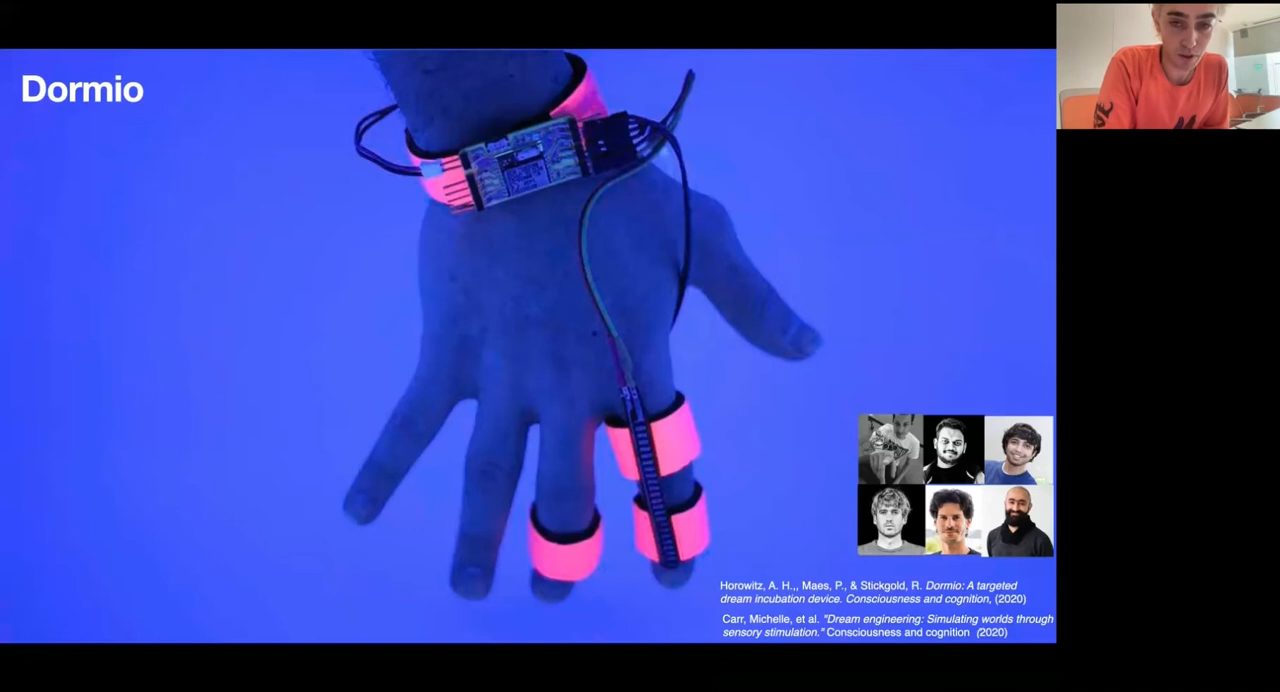 Dormio
Horowitz, A. H.,, Maes, P., & Stickgold, R. Dormio: A targeted
dream incubation device. Consciousness and cognition, (2020)
Carr, Michelle, et al. "Dream engineering: Simulating worlds through
sensory stimulation." Consciousness and cognition (2020)